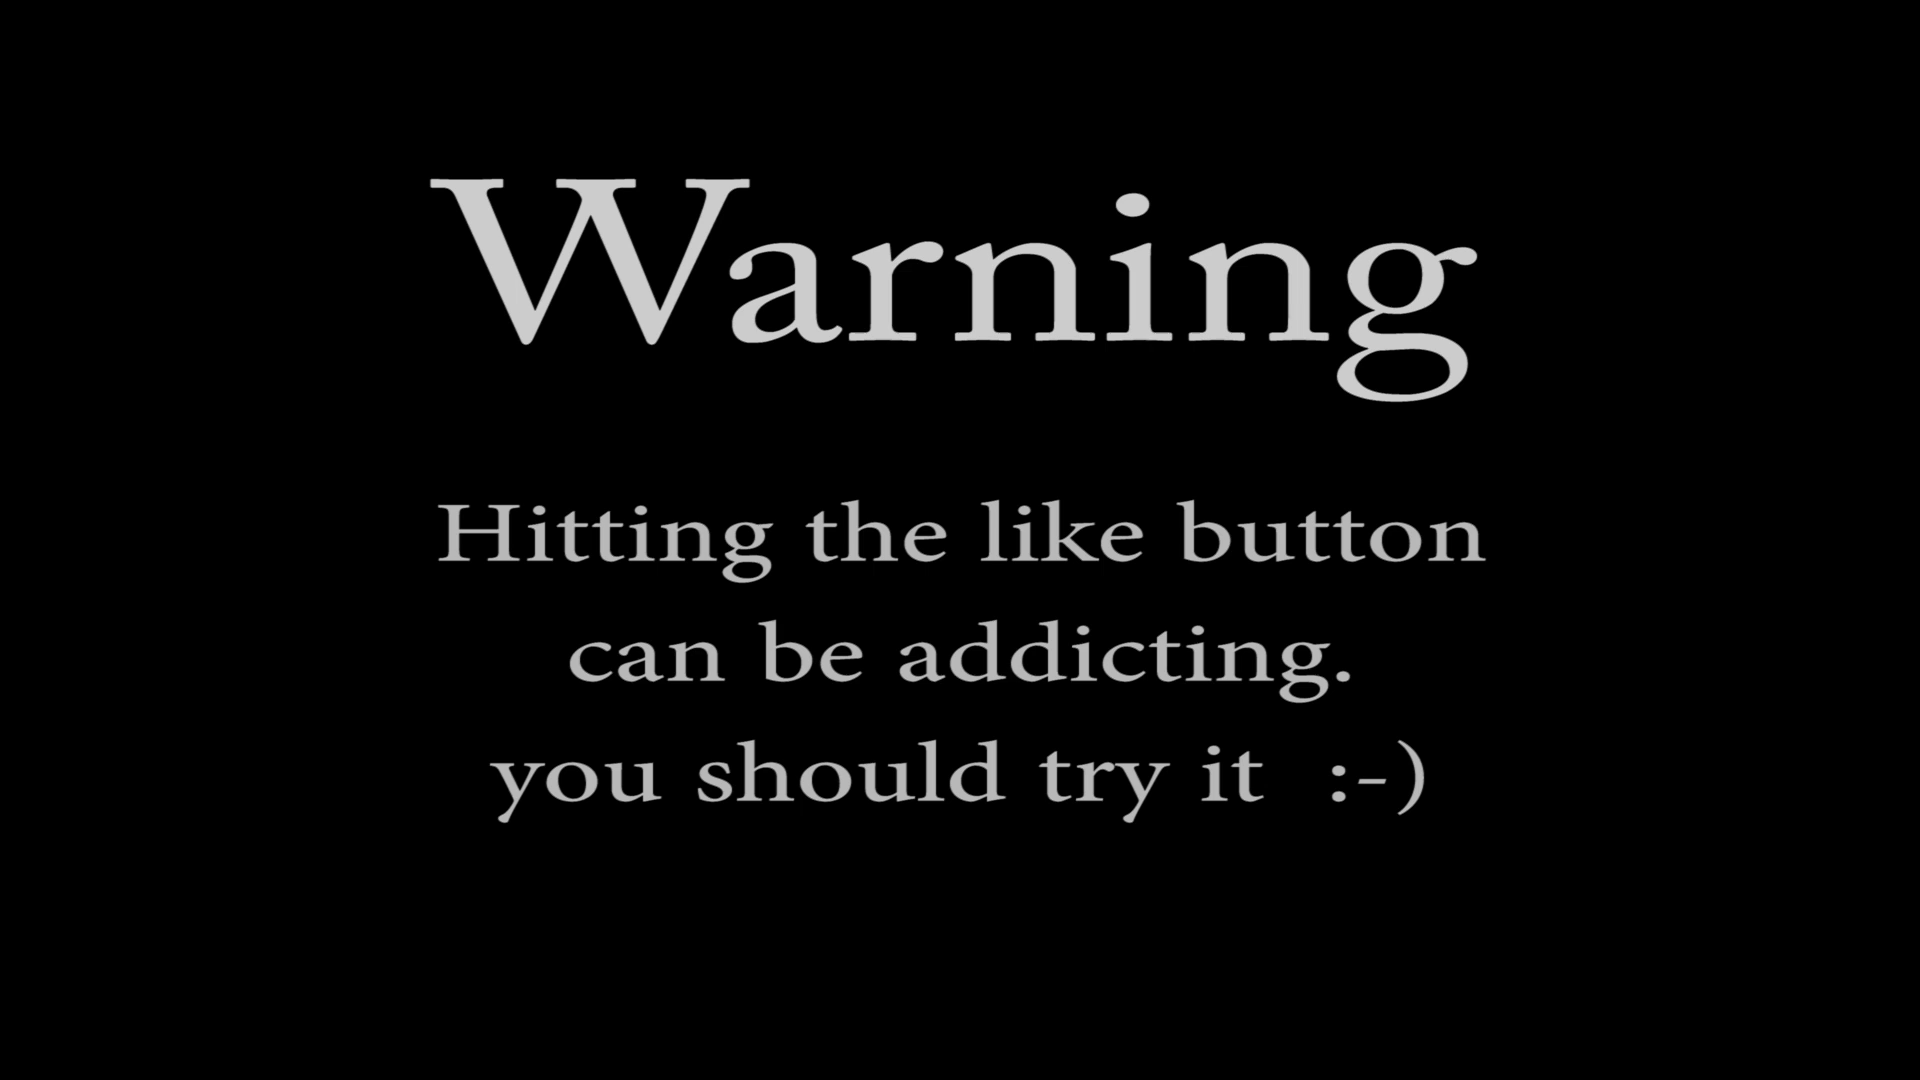 Warning
Hitting the like button
can be addicting.
you should try it  :-)